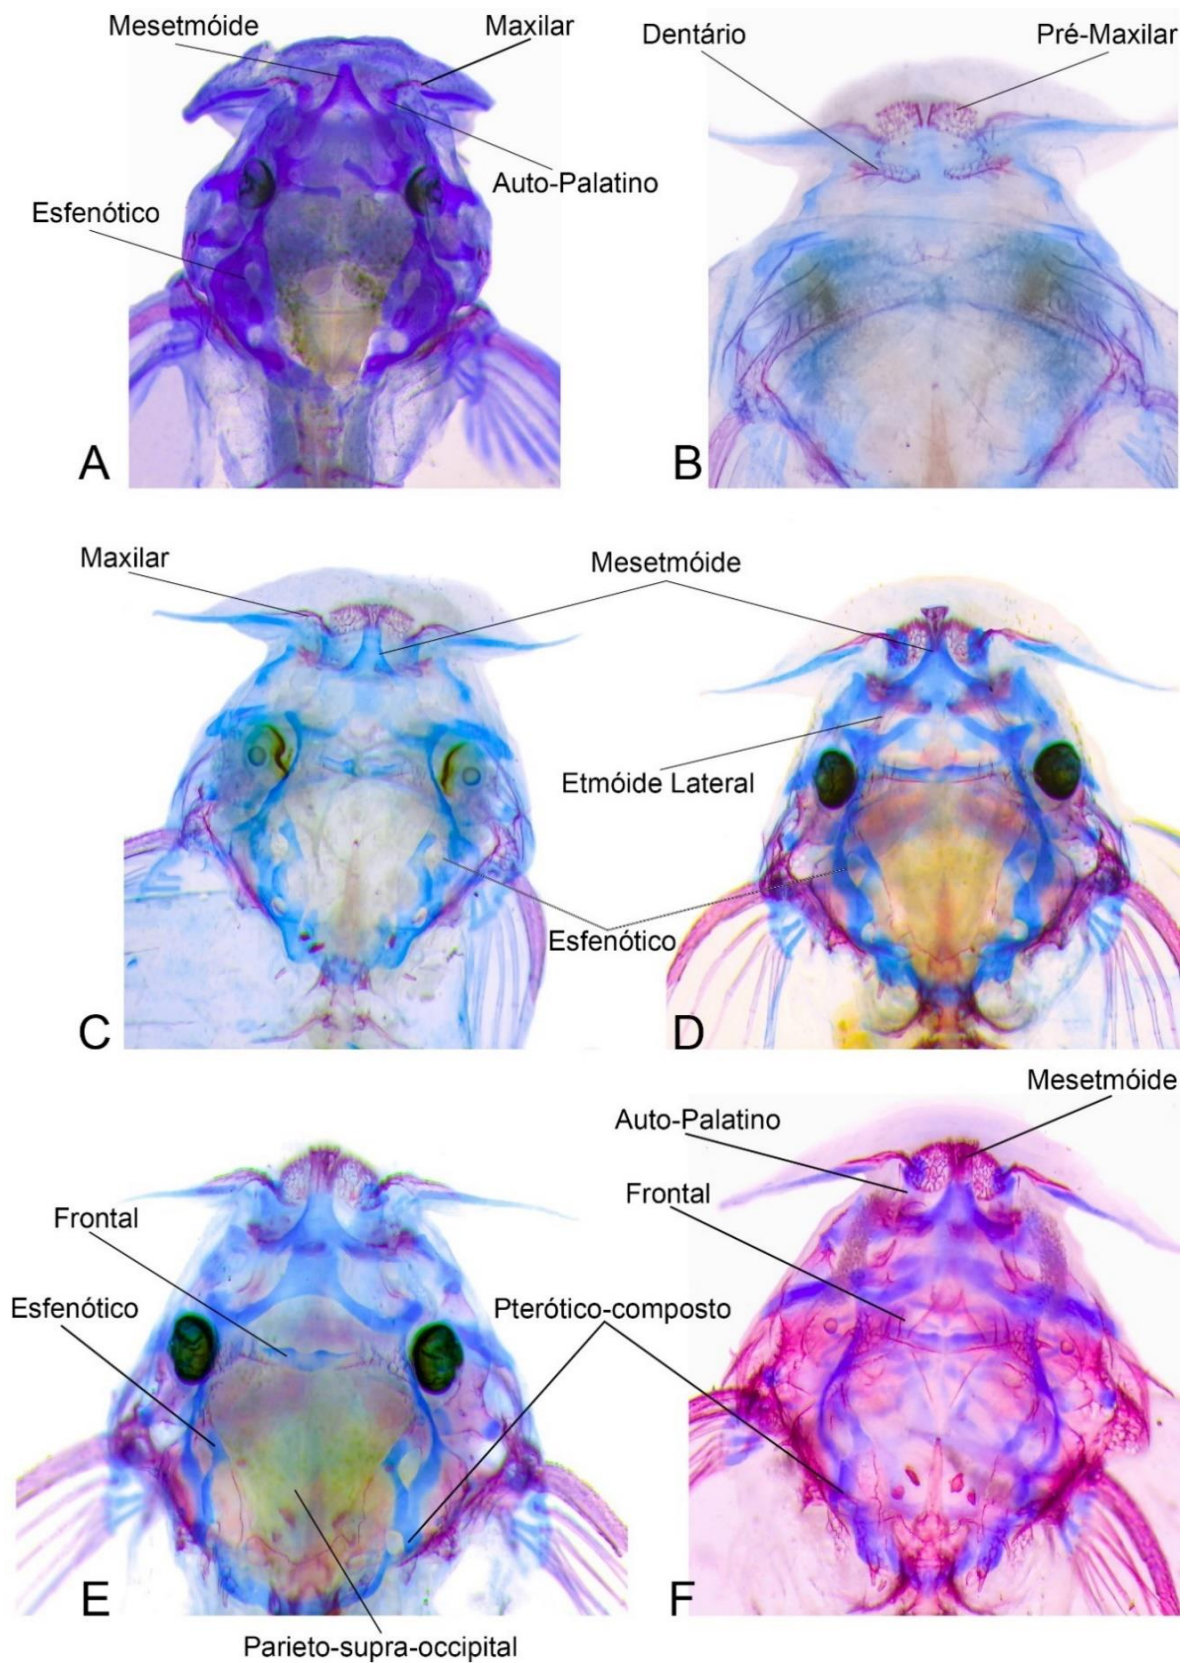 Mesetmóide
Maxilar
Auto-Palatino
Esfenótico
A
Dentário
Pré-Maxilar
B
Maxilar
Mesetmóide
Etmóide Lateral
Esfenótico
C
D
Frontal
Esfenótico
Pterótico-composto
E
Parieto-supra-occipital
Mesetmóide
Auto-Palatino
Frontal
F